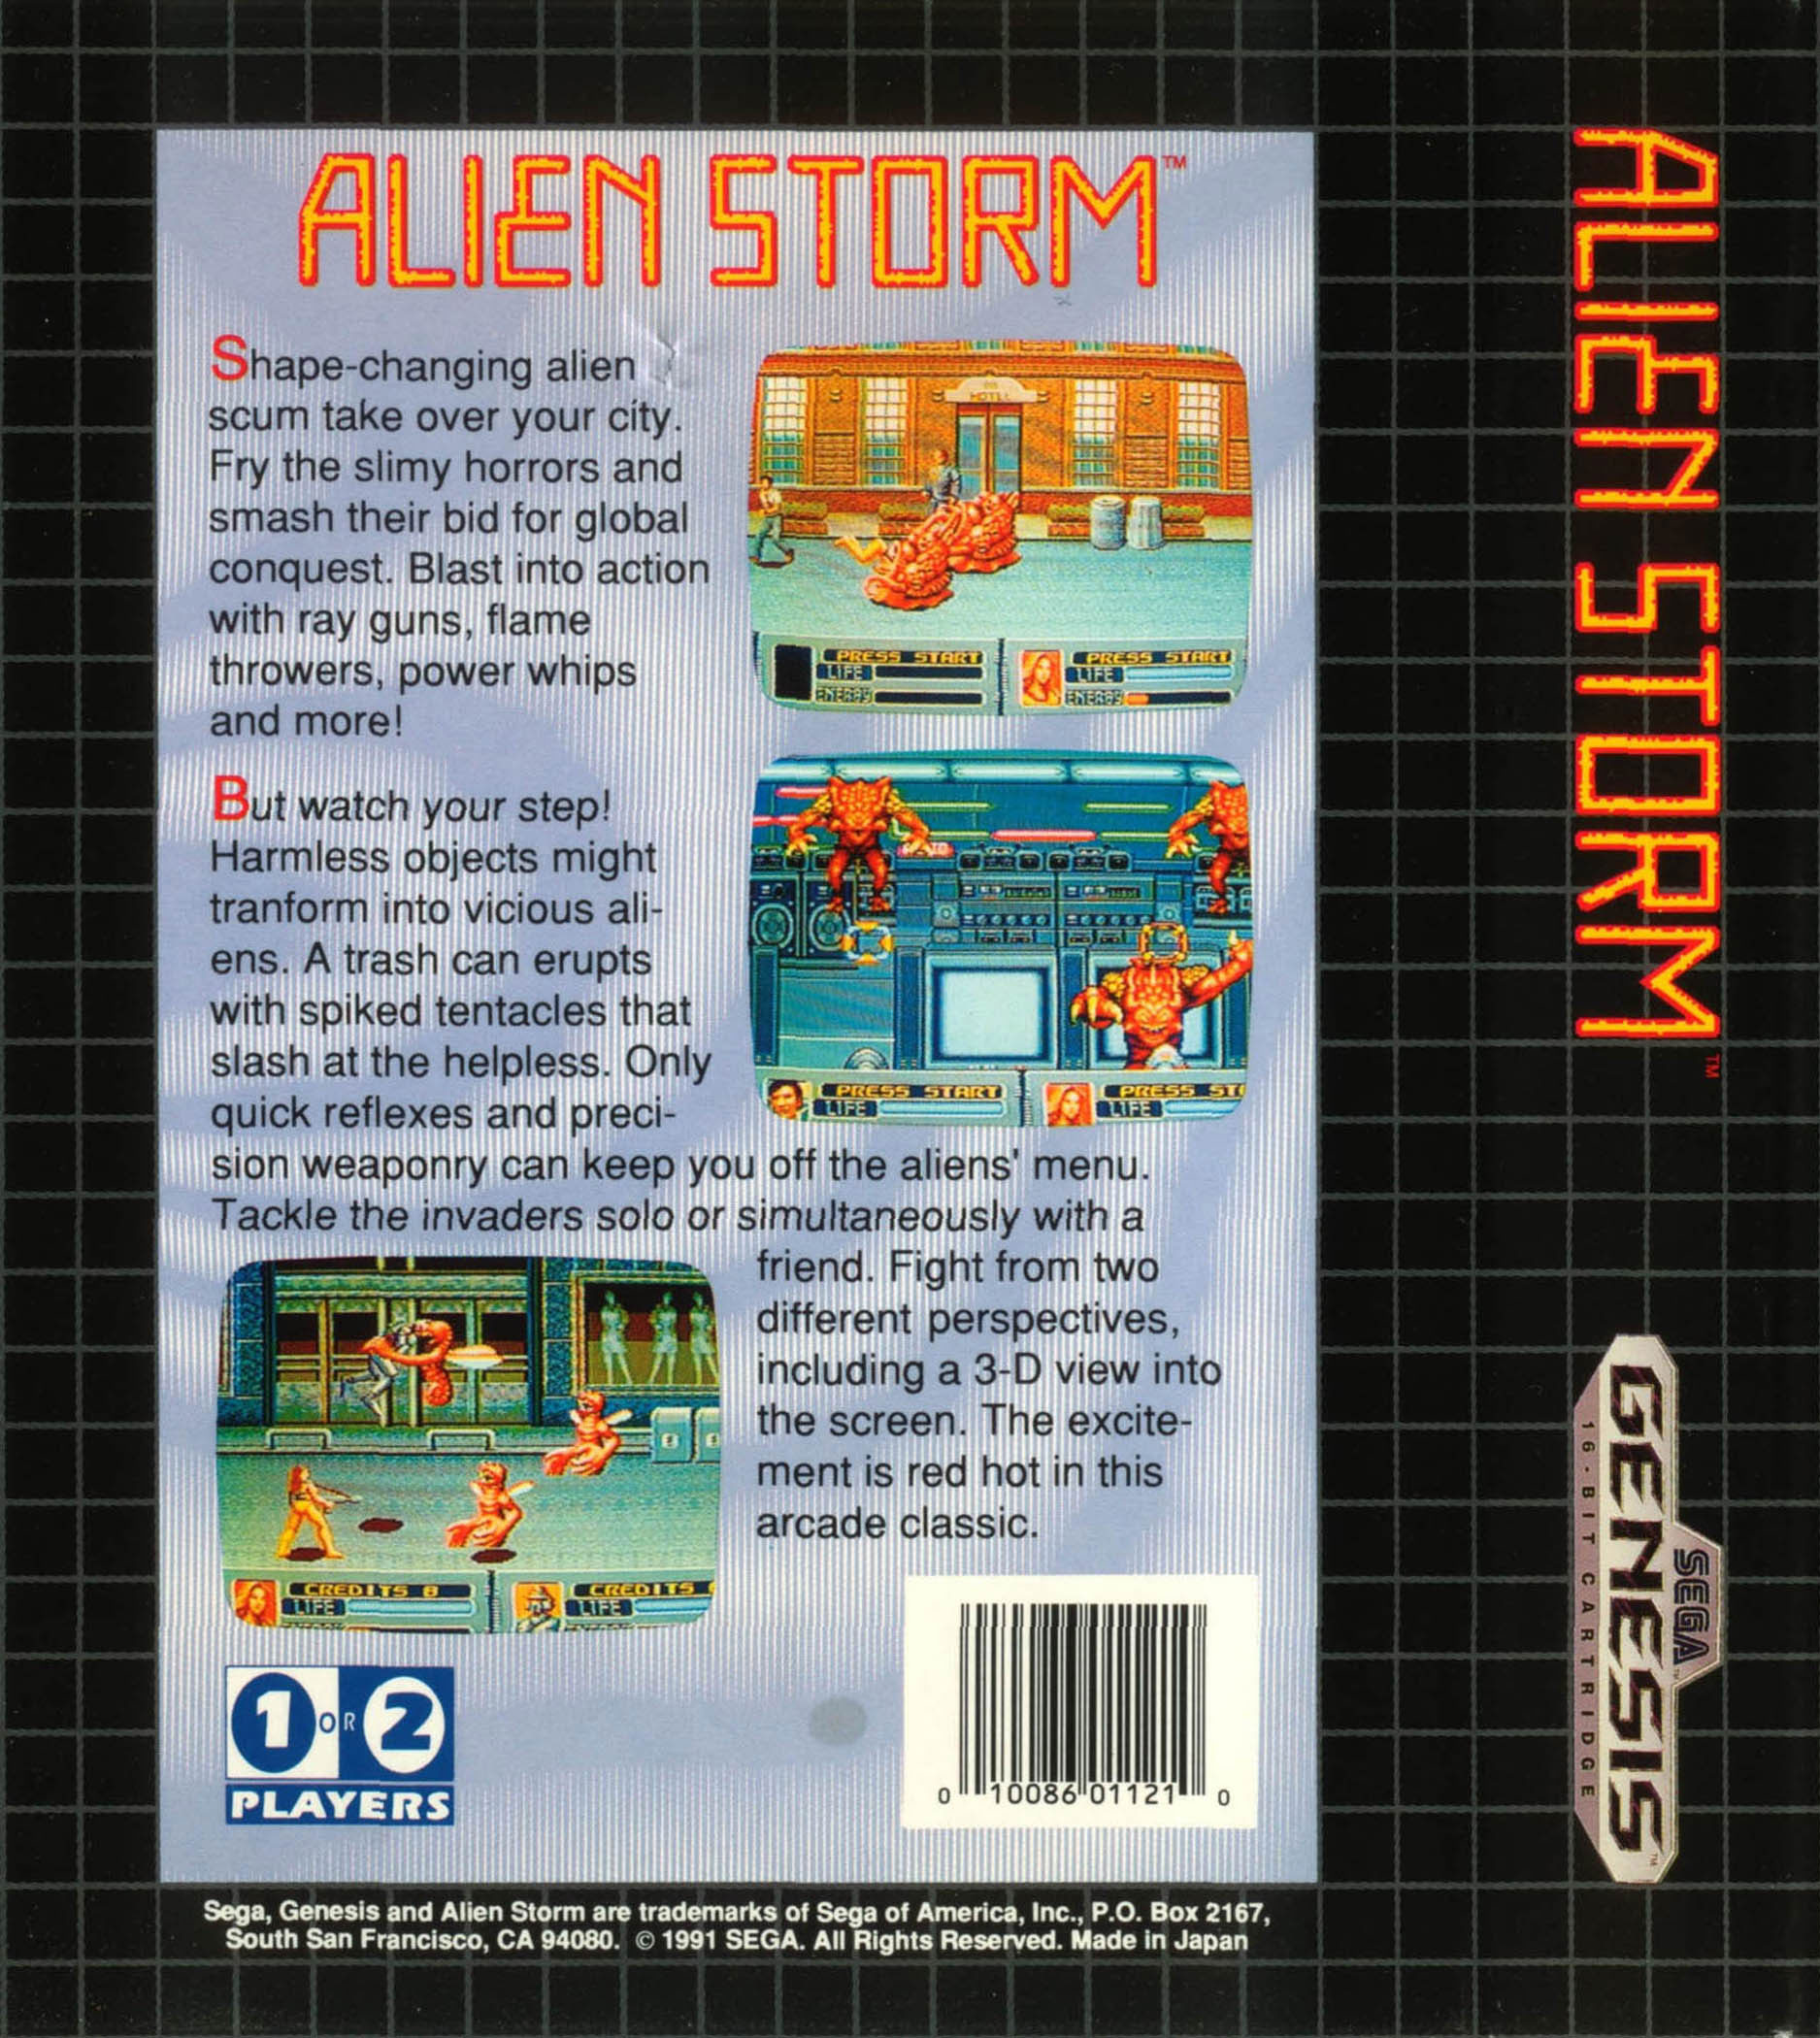 ALIEN STORM™
Shape-changing alien
scum take over your city.
Fry the slimy horrors and
smash their bid for global
conquest. Blast into action
with ray guns, flame
throwers, power whips
and more!
HOTEL
PRESS START
LIFE
ENERGY
PRESS START
LIFE
ENERGY
But watch your step!
Harmless objects might
tranform into vicious ali-
ens. A trash can erupts
with spiked tentacles that
slash at the helpless. Only
quick reflexes and preci-
sion weaponry can keep you off the aliens' menu.
Tackle the invaders solo or simultaneously with a
friend. Fight from two
different perspectives,
including a 3-D view into
the screen. The excite-
ment is red hot in this
arcade classic.
PRESS START
LIFE
PRESS ST
LIFE
CREDITS 8
LIFE
CREDITS
LIFE
1 OR 2
PLAYERS
0 10086 01121 0
Sega, Genesis and Alien Storm are trademarks of Sega of America, Inc., P.O. Box 2167,
South San Francisco, CA 94080. © 1991 SEGA. All Rights Reserved. Made in Japan
ALIEN STORM™
SEGA™
GENESIS™
16-BIT CARTRIDGE